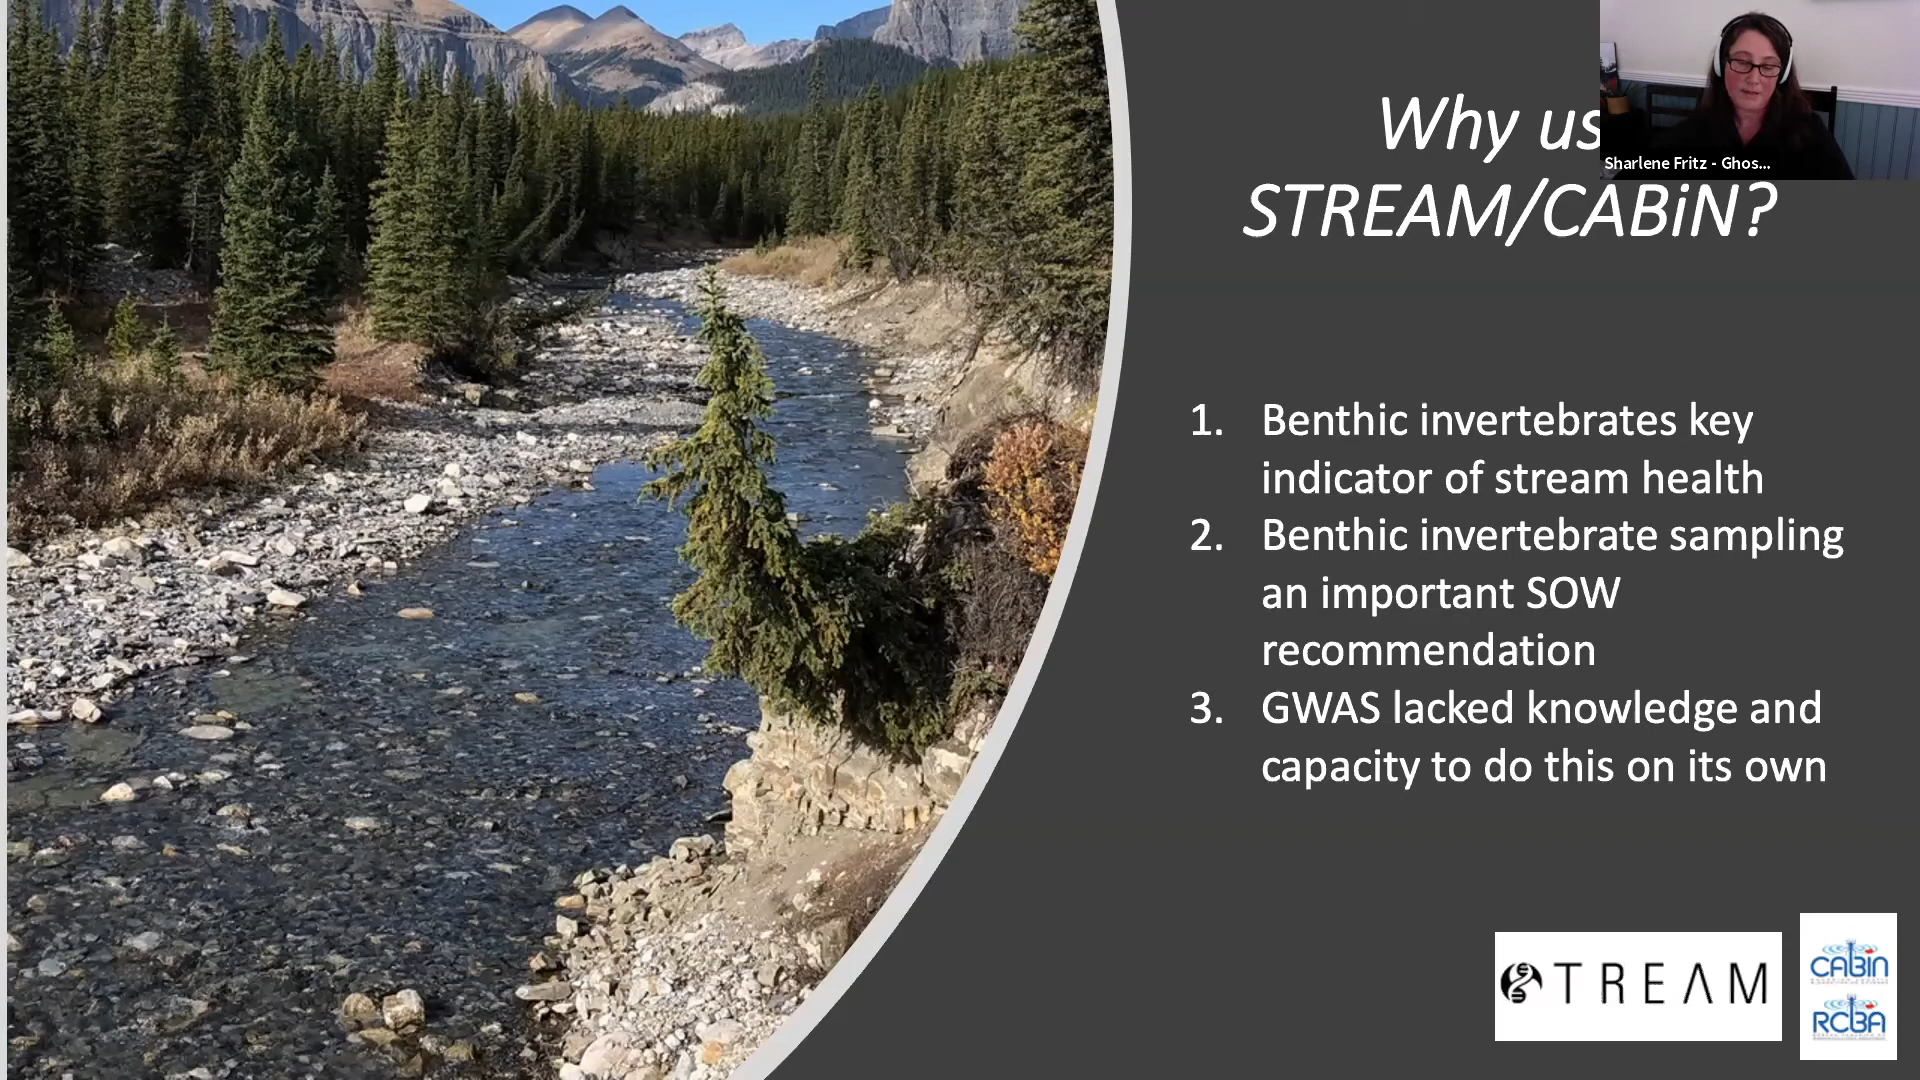 Why us
STREAM/CABiN?
Sharlene Fritz - Ghos...
1. Benthic invertebrates key
indicator of stream health
2. Benthic invertebrate sampling
an important SOW
recommendation
3. GWAS lacked knowledge and
capacity to do this on its own
STREAM
CABiN
RCBA